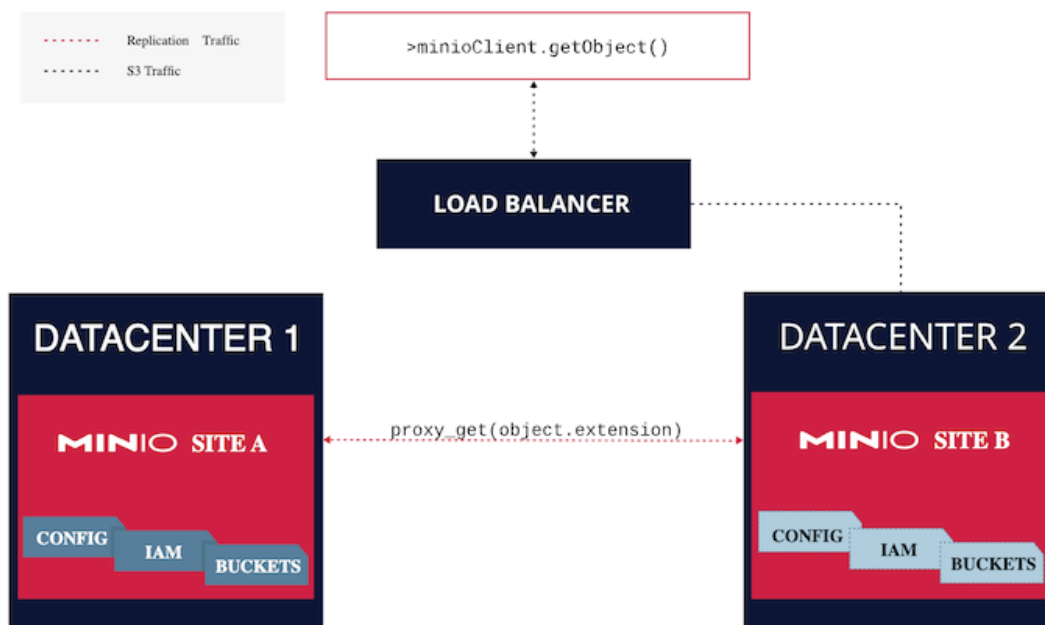 Replication Traffic
S3 Traffic
>minioClient.getObject()
LOAD BALANCER
DATACENTER 1
MINIO SITE A
CONFIG
IAM
BUCKETS
proxy_get(object.extension)
DATACENTER 2
MINIO SITE B
CONFIG
IAM
BUCKETS